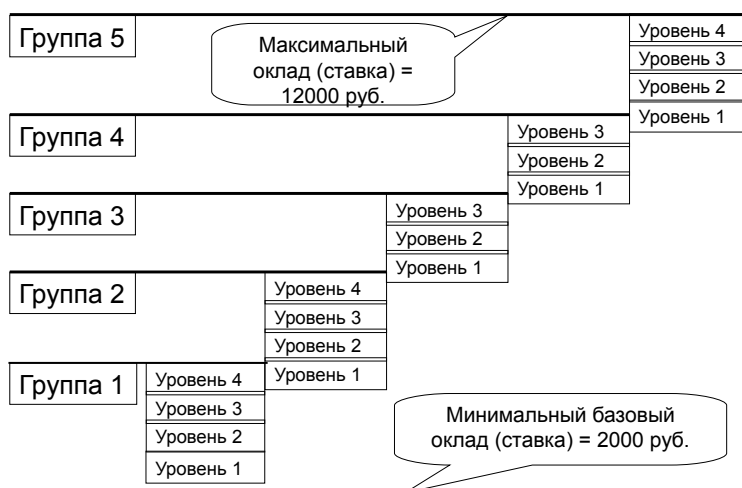 Группа 5
Максимальный
оклад (ставка) =
12000 руб.
Уровень 4
Уровень 3
Уровень 2
Уровень 1
Группа 4
Уровень 3
Уровень 2
Уровень 1
Группа 3
Уровень 3
Уровень 2
Уровень 1
Группа 2
Уровень 4
Уровень 3
Уровень 2
Уровень 1
Группа 1
Уровень 4
Уровень 3
Уровень 2
Уровень 1
Минимальный базовый
оклад (ставка) = 2000 руб.